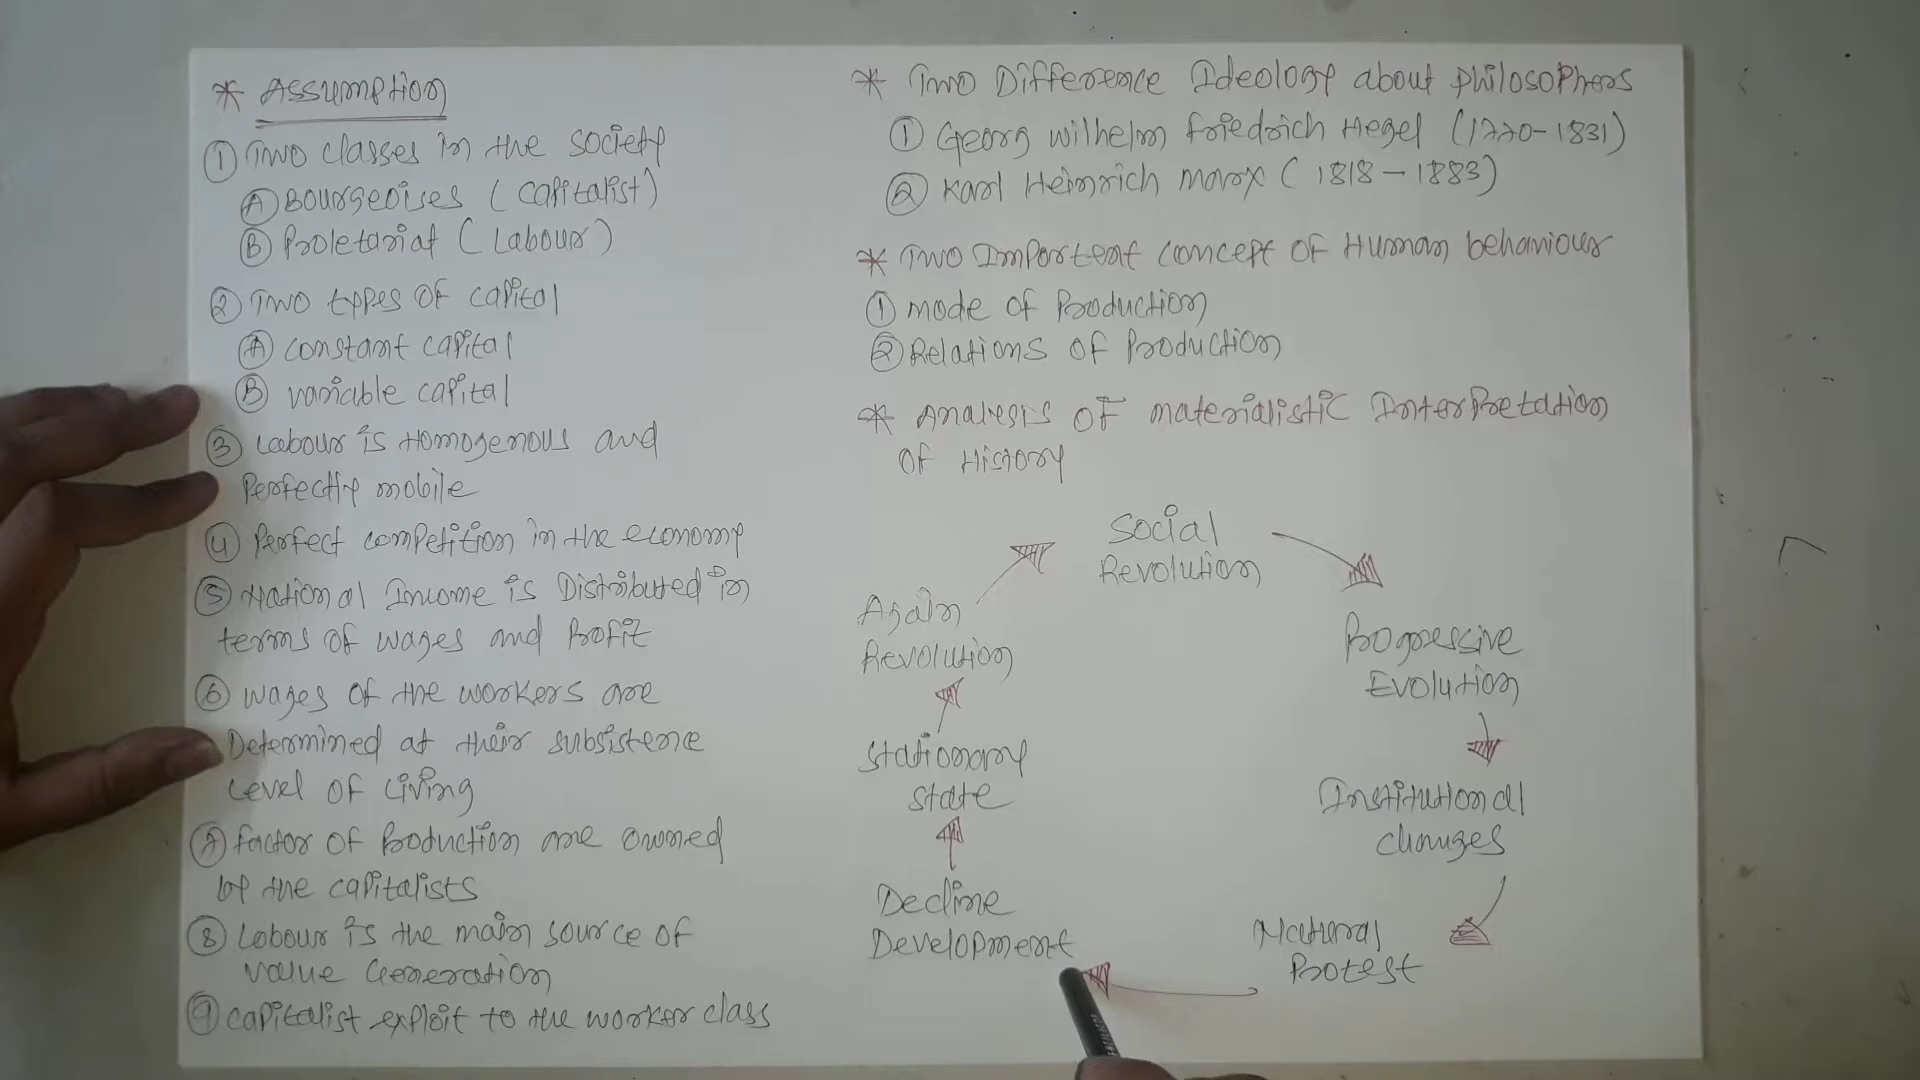 * Assumption
① Two classes in the society
Ⓐ Bourgeoises (Capitalist)
Ⓑ Proletariat (Labour)
② Two types of capital
Ⓐ constant capital
Ⓑ variable capital
③ Labour is Homogenous and
Perfectly mobile
④ Perfect competition in the economy
⑤ National Income is Distributed in
terms of wages and Profit
⑥ wages of the workers are
Determined at their subsistence
Level of Living
⑦ factor of Production are owned
by the capitalists
⑧ Labour is the main source of
value Generation
⑨ capitalist exploit to the worker class
* Two Difference Ideology about Philosophers
① Georg wilhelm friedrich Hegel (1770-1831)
② Karl Heinrich marx (1818-1883)
* Two Important concept of Human behaviour
① mode of Production
② Relations of Production
* Analysis of materialistic Interpretation
of History
Social
Revolution
Progressive
Evolution
Institutional
changes
Natural
Protest
Decline
Development
Stationary
state
Again
Revolution